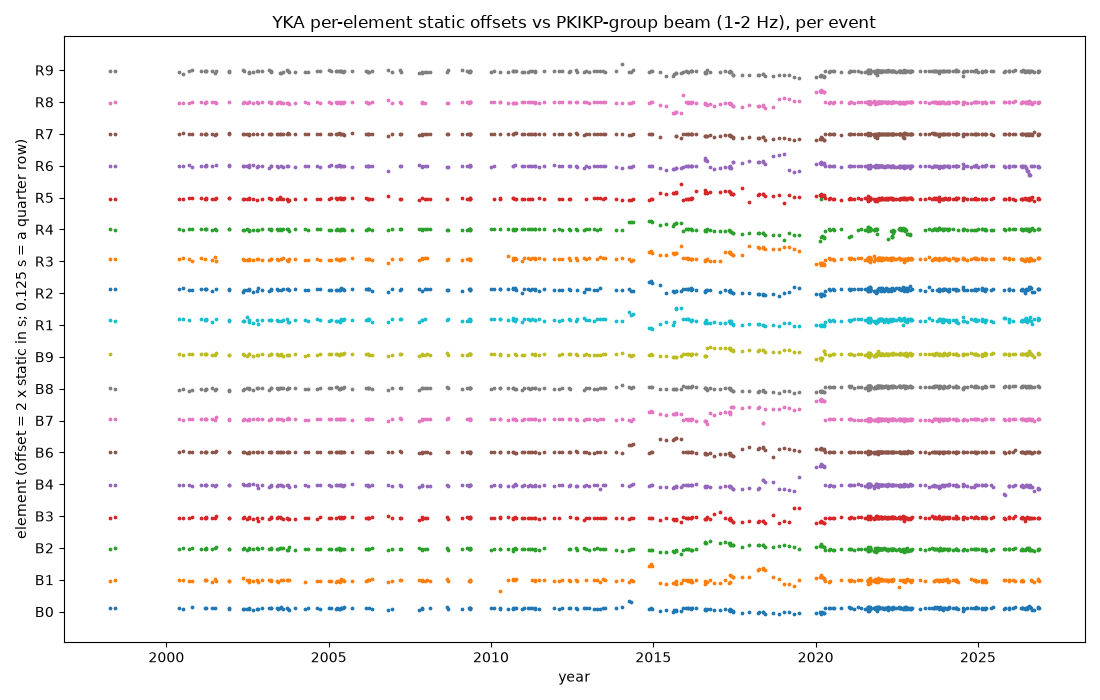 YKA per-element static offsets vs PKIKP-group beam (1-2 Hz), per event
element (offset = 2 x static in s; 0.125 s = a quarter row)
R9
R8
R7
R6
R5
R4
R3
R2
R1
B9
B8
B7
B6
B4
B3
B2
B1
B0
2000 2005 2010 2015 2020 2025
year